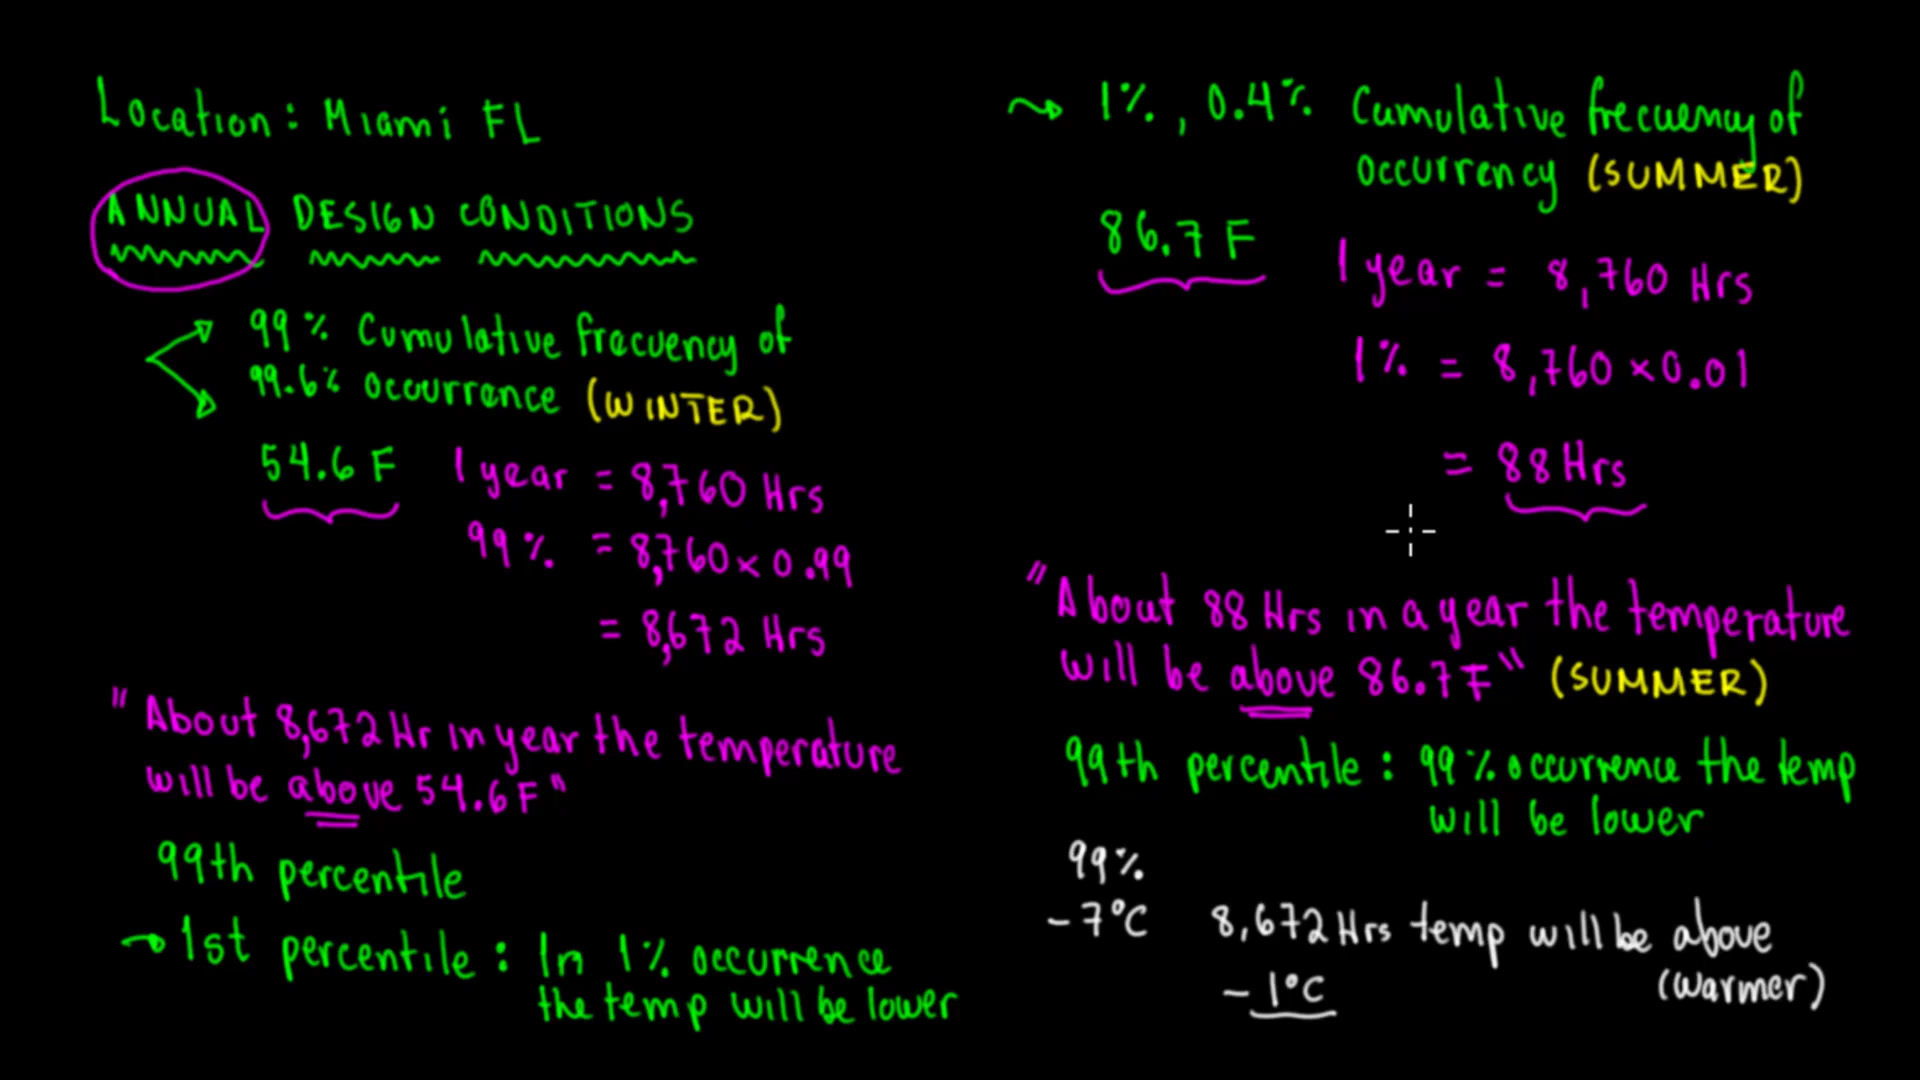 Location: Miami FL
ANNUAL DESIGN CONDITIONS
99% Cumulative frecuency of
99.6% Occurrence (WINTER)
54.6 F
1 year = 8,760 Hrs
99% = 8,760 x 0.99
= 8,672 Hrs
"About 8,672 Hr in year the temperature
will be above 54.6 F"
99th percentile
1st percentile: In 1% occurrence
the temp will be lower
1%, 0.4% Cumulative frecuency of
occurrency (SUMMER)
86.7 F
1 year = 8,760 Hrs
1% = 8,760 x 0.01
= 88 Hrs
"About 88 Hrs in a year the temperature
will be above 86.7 F" (SUMMER)
99th percentile: 99% occurrence the temp
will be lower
99%
-7°C 8,672 Hrs temp will be above
-1°C (warmer)